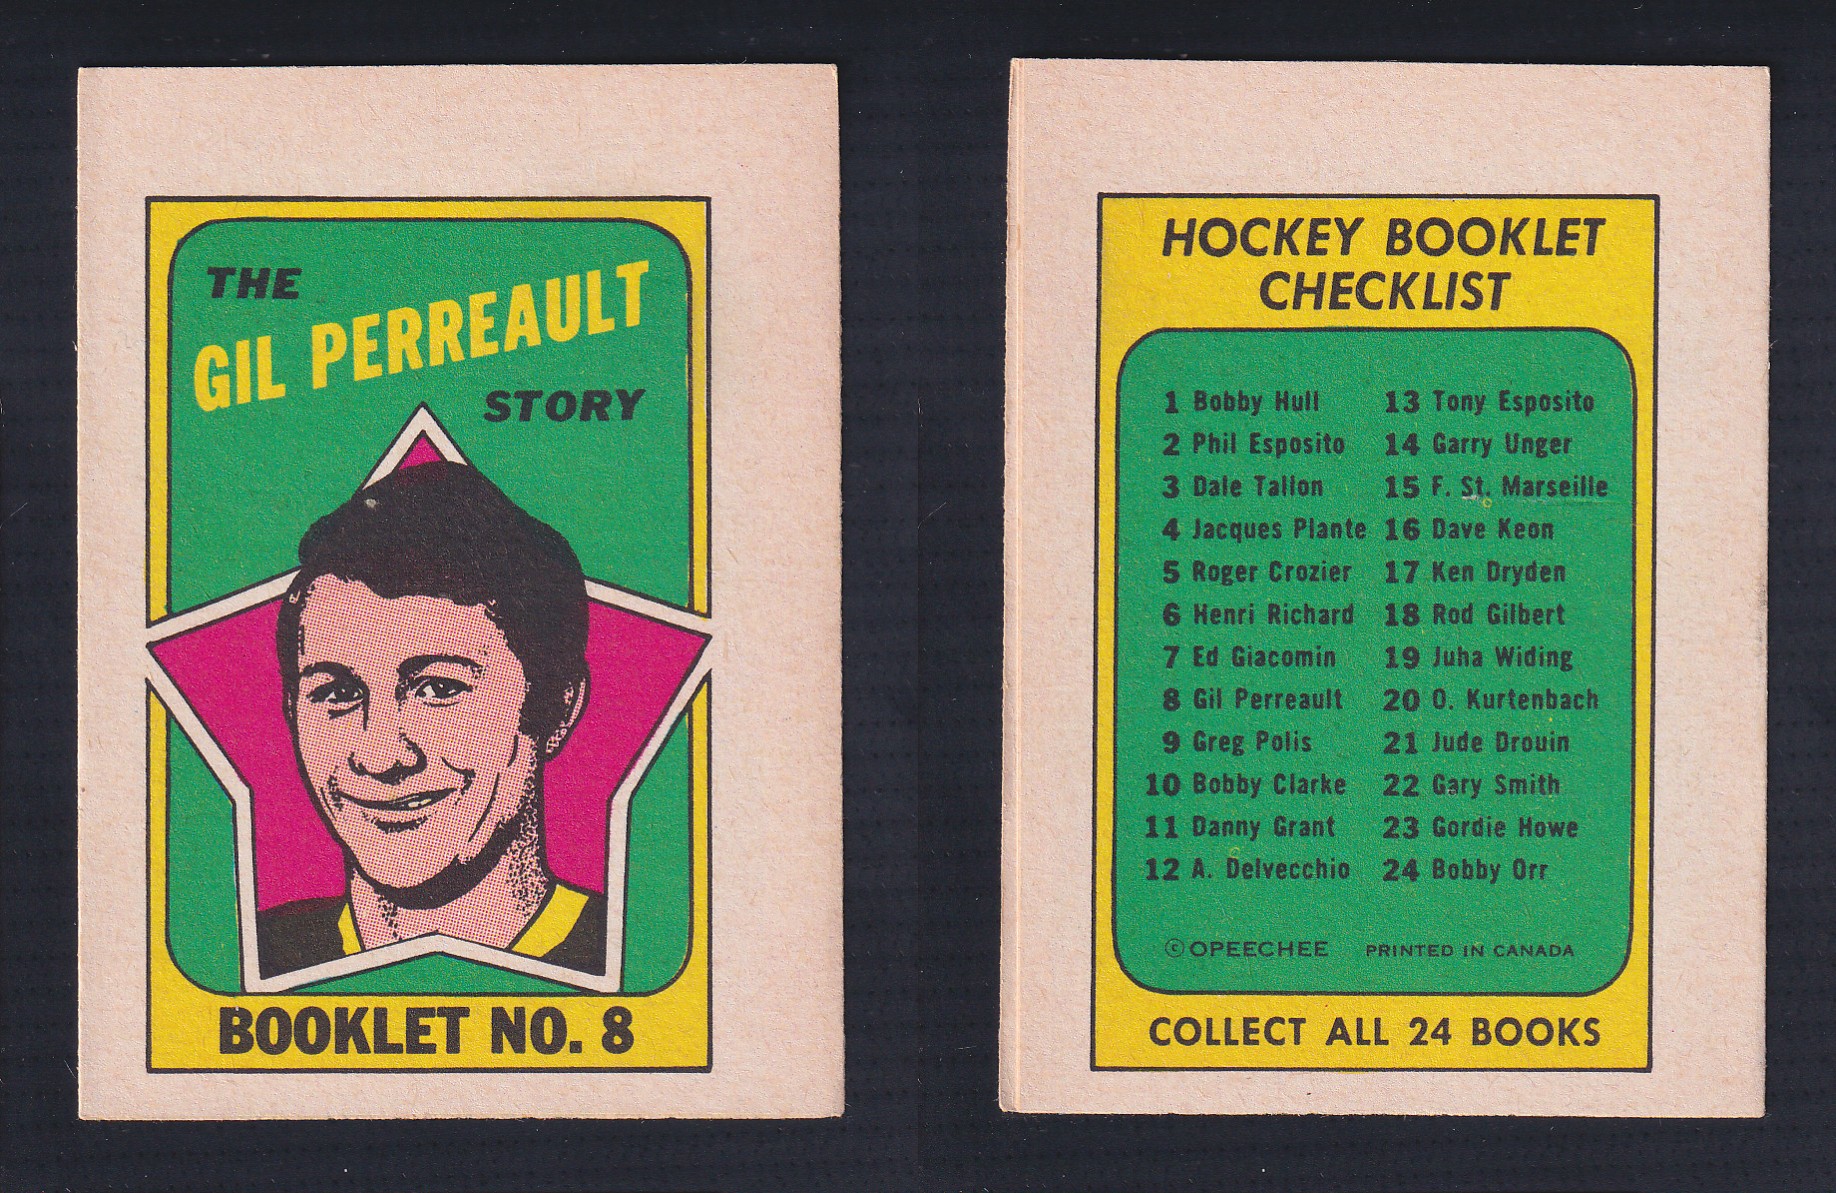 THE
GIL PERREAULT
STORY
BOOKLET NO. 8
HOCKEY BOOKLET
CHECKLIST
1 Bobby Hull
2 Phil Esposito
3 Dale Tallon
4 Jacques Plante
5 Roger Crozier
6 Henri Richard
7 Ed Giacomin
8 Gil Perreault
9 Greg Polis
10 Bobby Clarke
11 Danny Grant
12 A. Delvecchio
13 Tony Esposito
14 Garry Unger
15 F. St. Marseille
16 Dave Keon
17 Ken Dryden
18 Rod Gilbert
19 Juha Widing
20 O. Kurtenbach
21 Jude Drouin
22 Gary Smith
23 Gordie Howe
24 Bobby Orr
© OPEECHEE PRINTED IN CANADA
COLLECT ALL 24 BOOKS